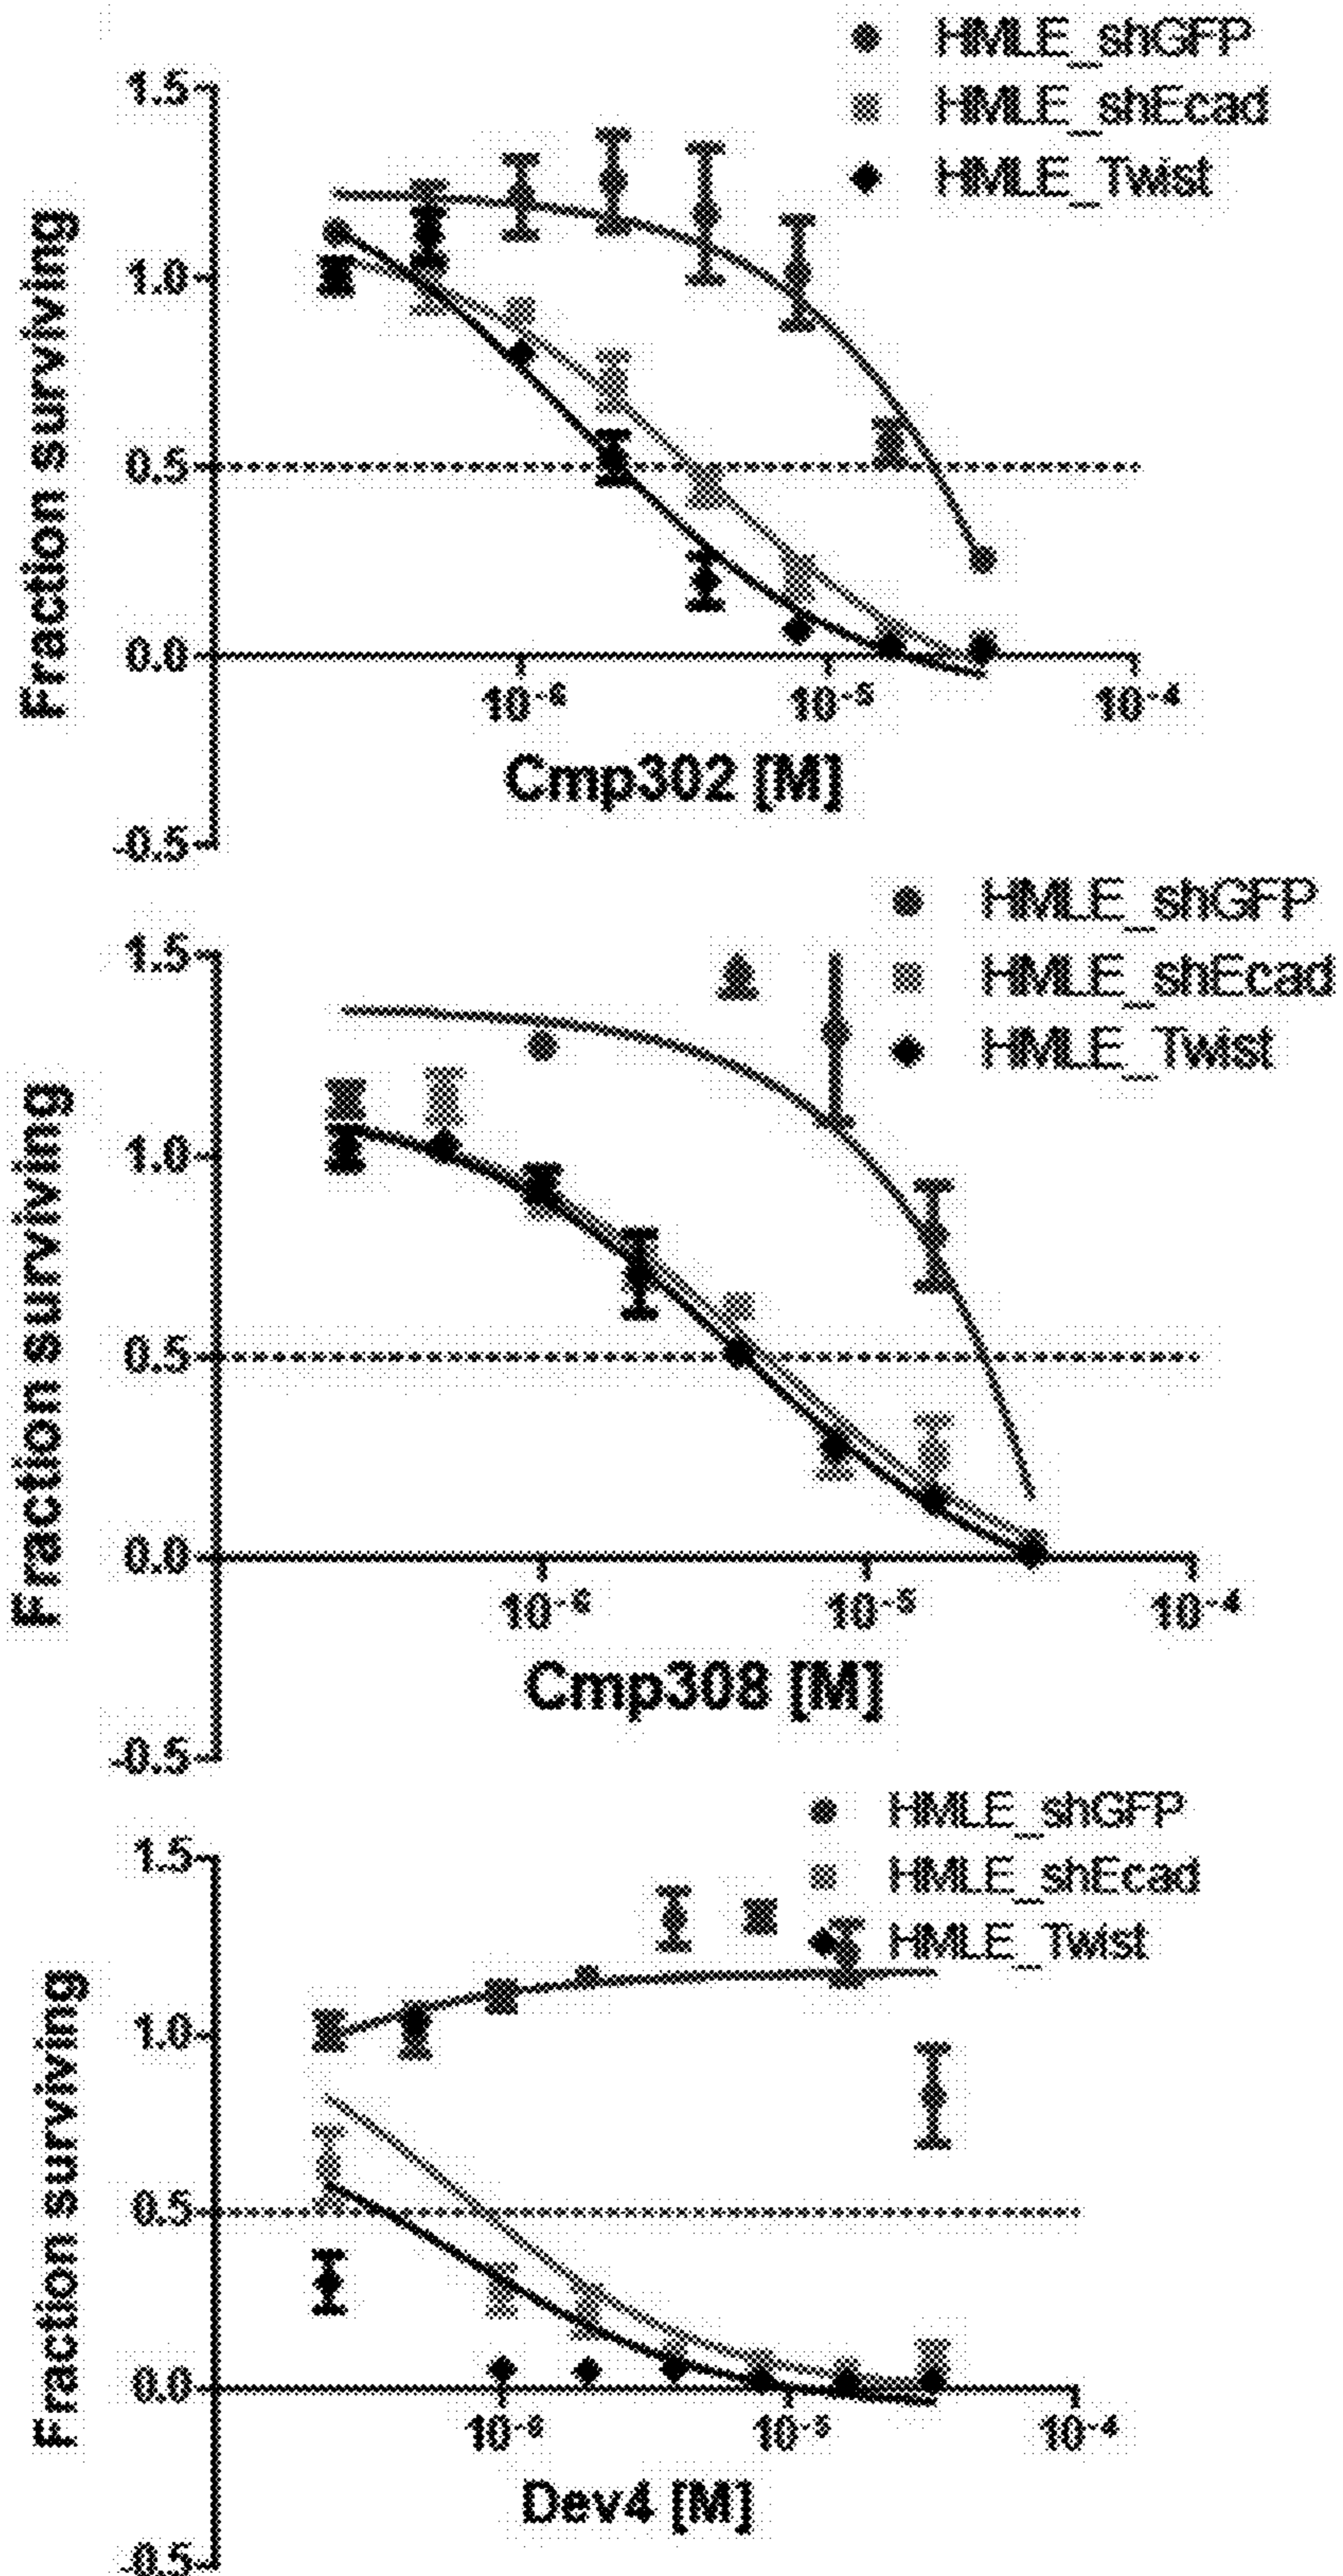 HMLE_shGFP
HMLE_shEcad
HMLE_Twist
Fraction surviving
1.5
1.0
0.5
0.0
-0.5
10-6
10-5
10-4
Cmp302 [M]
HMLE_shGFP
HMLE_shEcad
HMLE_Twist
Fraction surviving
1.5
1.0
0.5
0.0
-0.5
10-6
10-5
10-4
Cmp308 [M]
HMLE_shGFP
HMLE_shEcad
HMLE_Twist
Fraction surviving
1.5
1.0
0.5
0.0
-0.5
10-6
10-5
10-4
Dev4 [M]